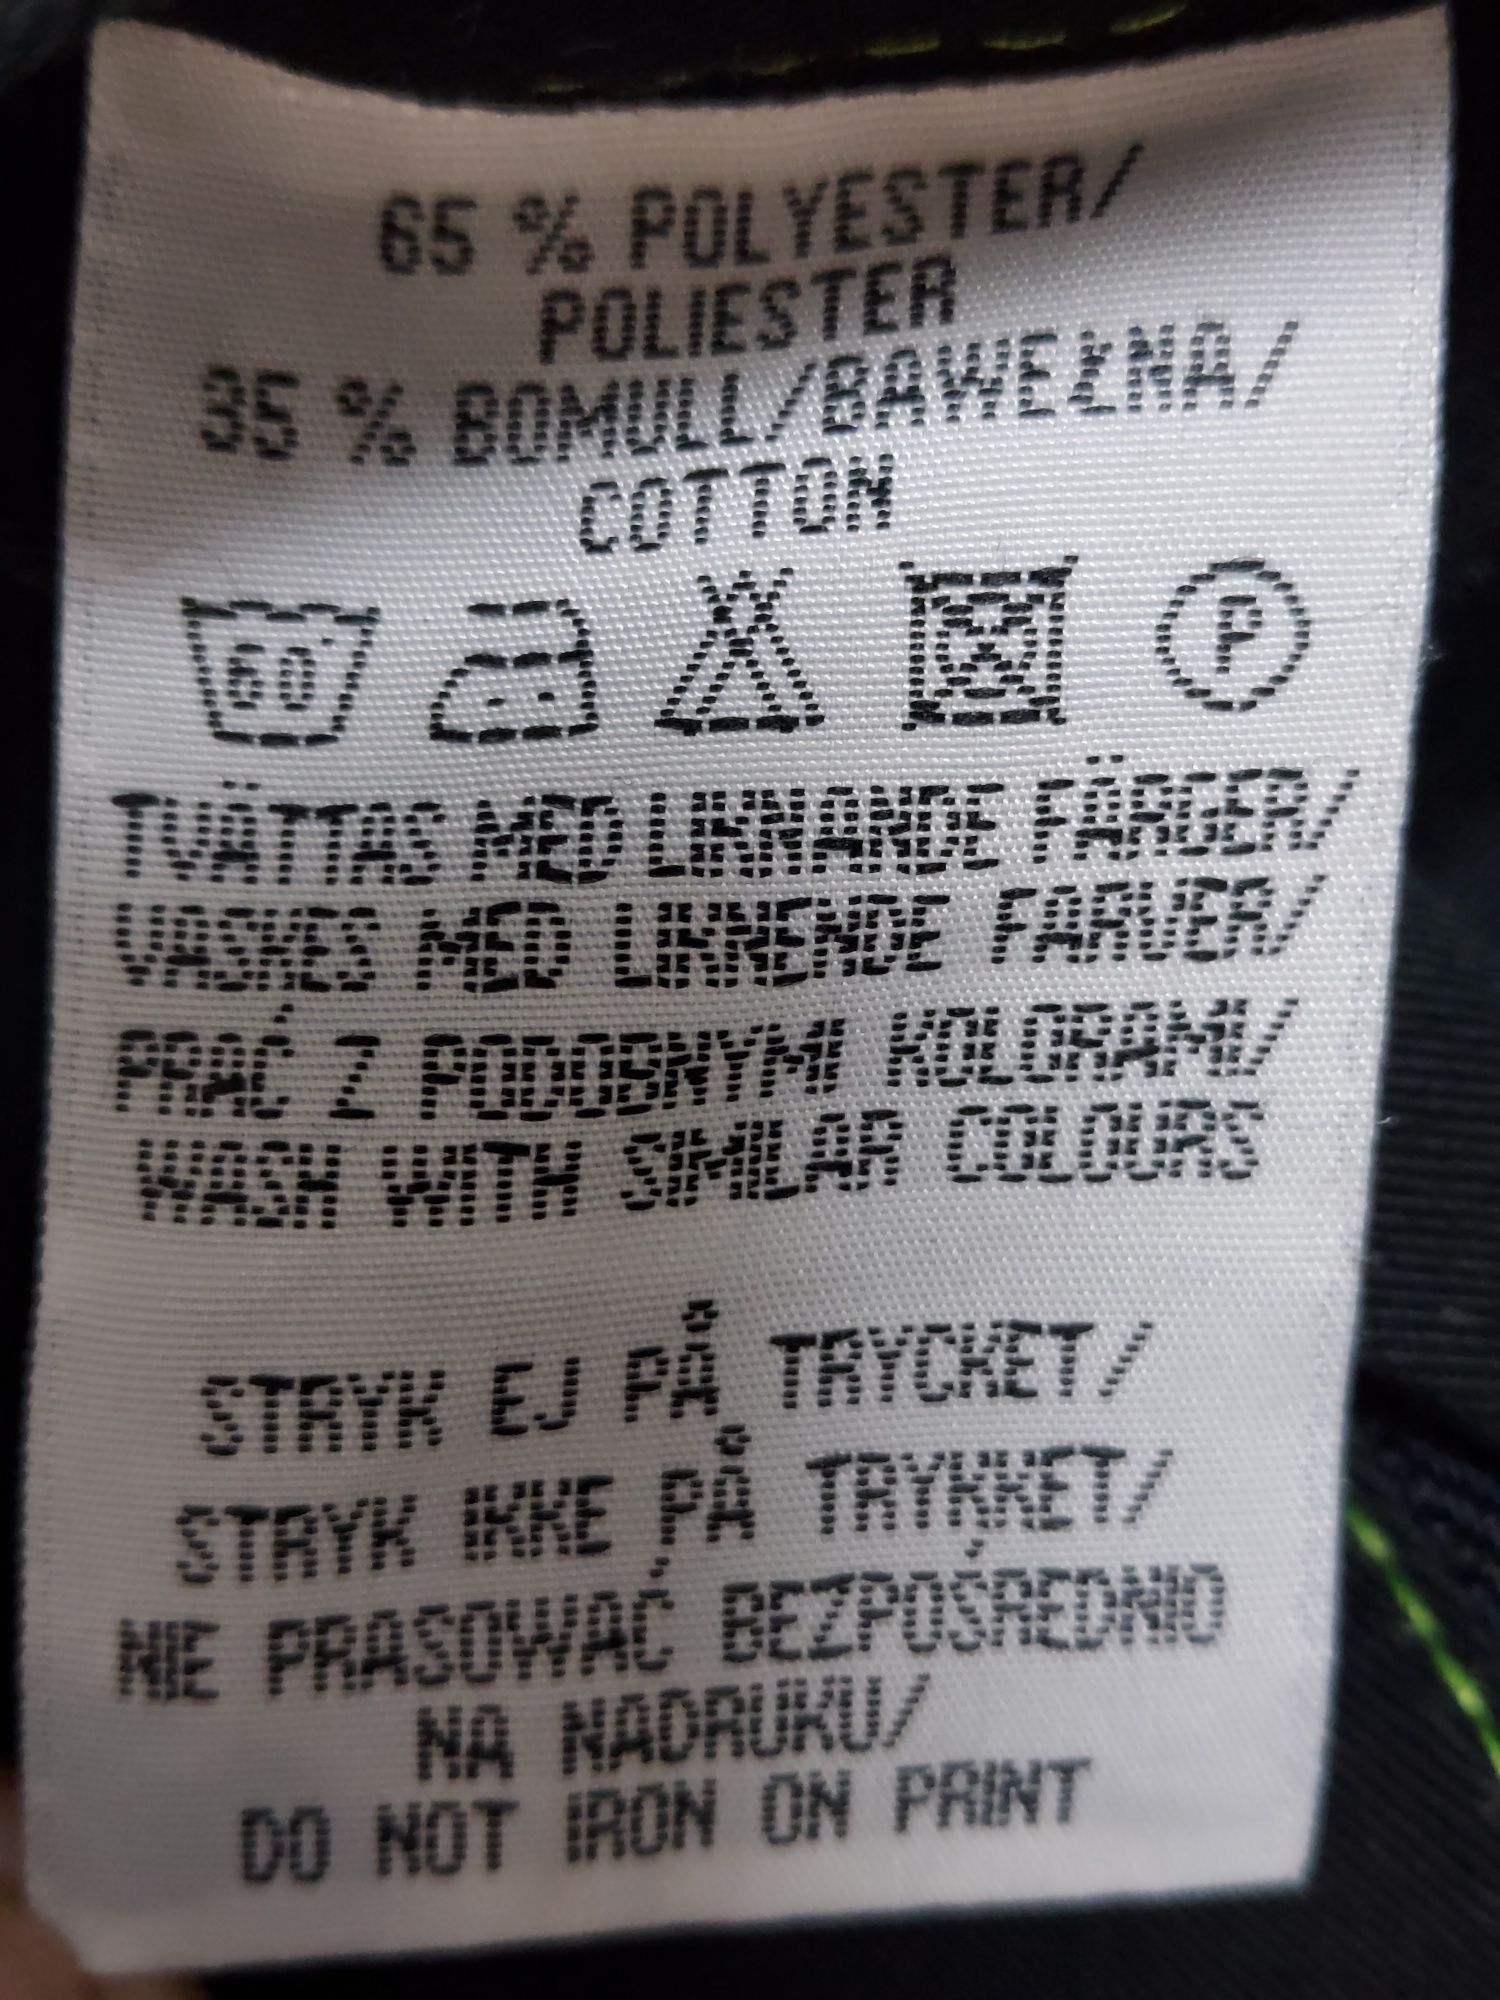 65 % POLYESTER/
POLIESTER
35 % BOMULL/BAWEŁNA/
COTTON
60° P
TVÄTTAS MED LIKNANDE FÄRGER/
VASKES MED LIKNENDE FARVER/
PRAĆ Z PODOBNYMI KOLORAMI/
WASH WITH SIMILAR COLOURS
STRYK EJ PÅ TRYCKET/
STRYK IKKE PÅ TRYKKET/
NIE PRASOWAĆ BEZPOŚREDNIO
NA NADRUKU/
DO NOT IRON ON PRINT